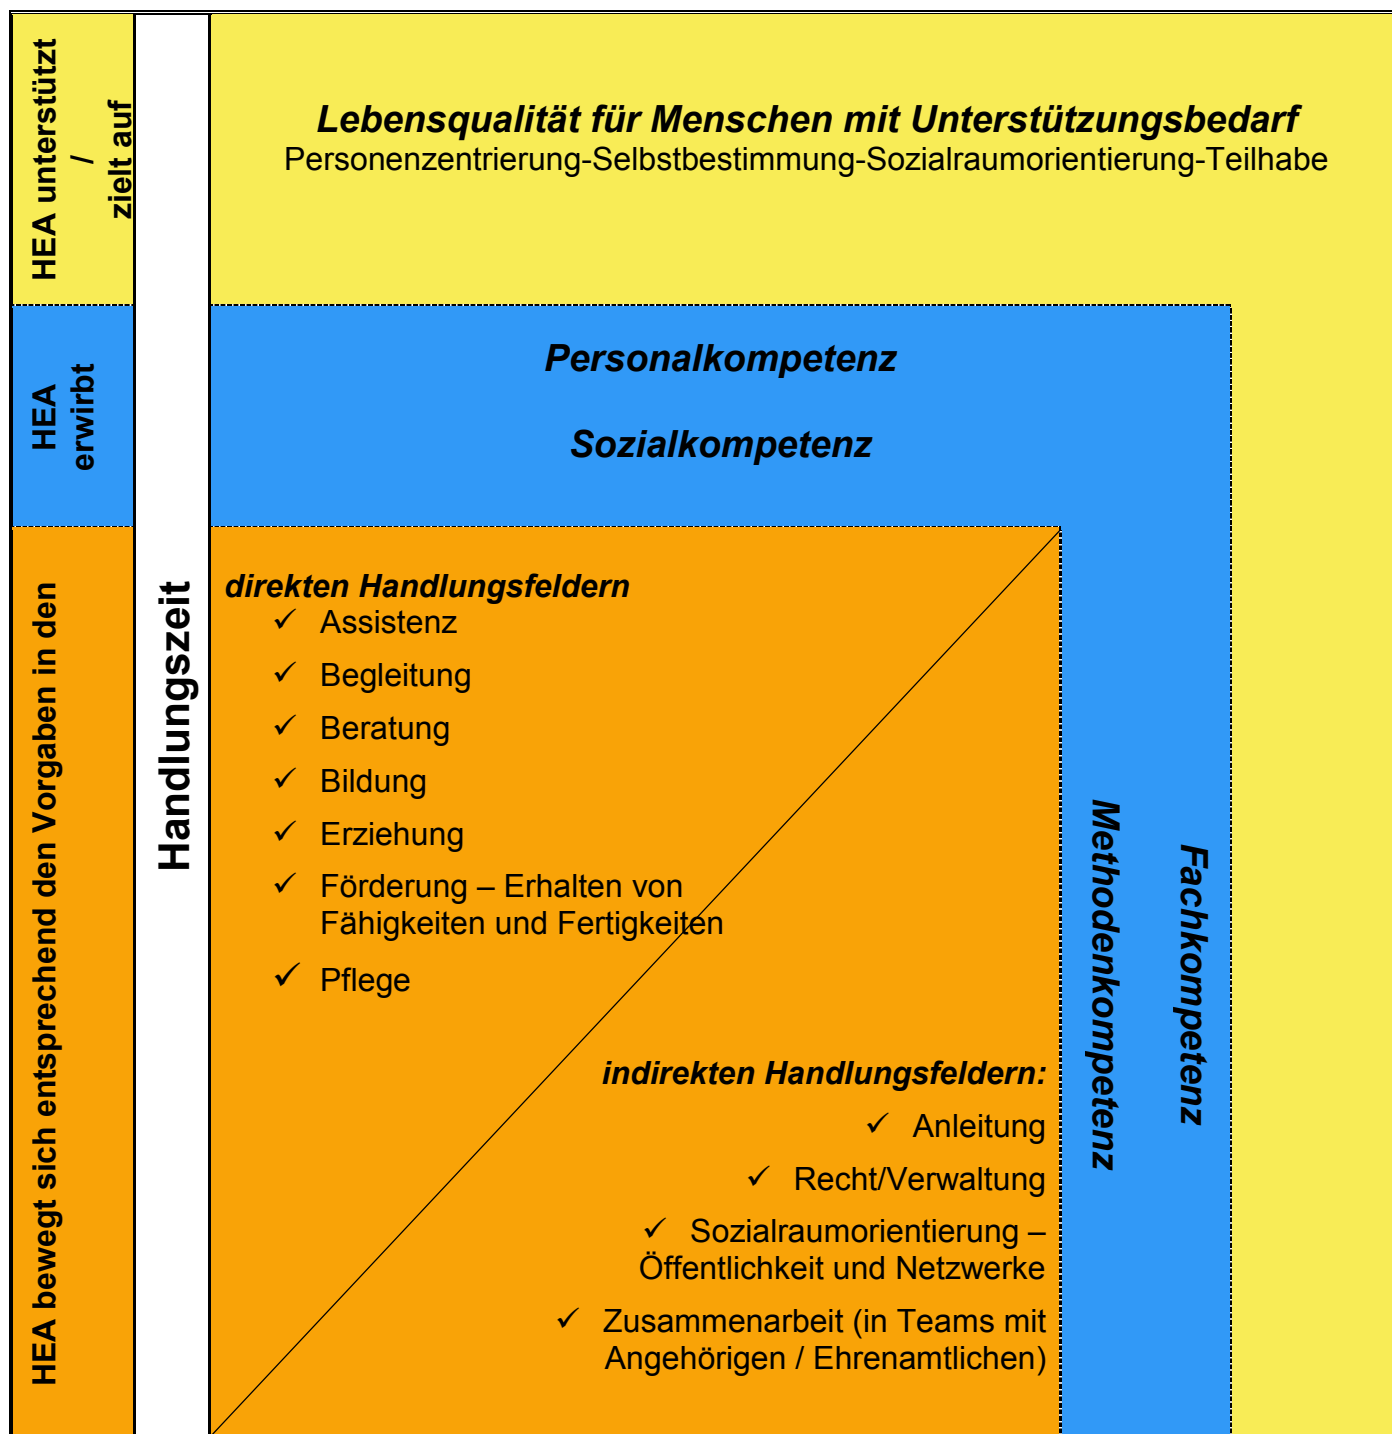 HEA unterstützt
/
zielt auf
Lebensqualität für Menschen mit Unterstützungsbedarf
Personenzentrierung-Selbstbestimmung-Sozialraumorientierung-Teilhabe
HEA
erwirbt
Personalkompetenz
Sozialkompetenz
HEA bewegt sich entsprechend den Vorgaben in den
Handlungszeit
direkten Handlungsfeldern
✓ Assistenz
✓ Begleitung
✓ Beratung
✓ Bildung
✓ Erziehung
✓ Förderung – Erhalten von
Fähigkeiten und Fertigkeiten
✓ Pflege
indirekten Handlungsfeldern:
✓ Anleitung
✓ Recht/Verwaltung
✓ Sozialraumorientierung –
Öffentlichkeit und Netzwerke
✓ Zusammenarbeit (in Teams mit
Angehörigen / Ehrenamtlichen)
Methodenkompetenz
Fachkompetenz